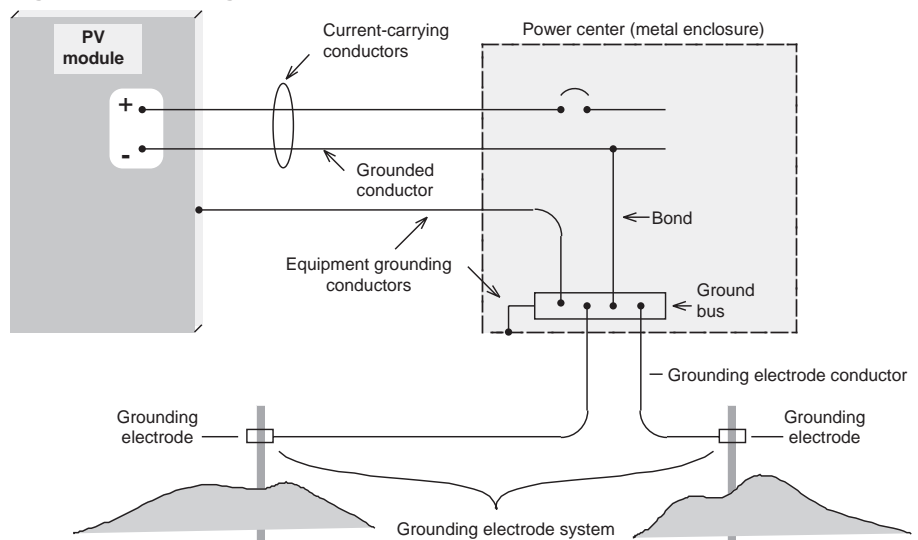 PV
module
+
-
Current-carrying
conductors
Power center (metal enclosure)
Grounded
conductor
Bond
Equipment grounding
conductors
Ground
bus
Grounding electrode conductor
Grounding
electrode
Grounding
electrode
Grounding electrode system